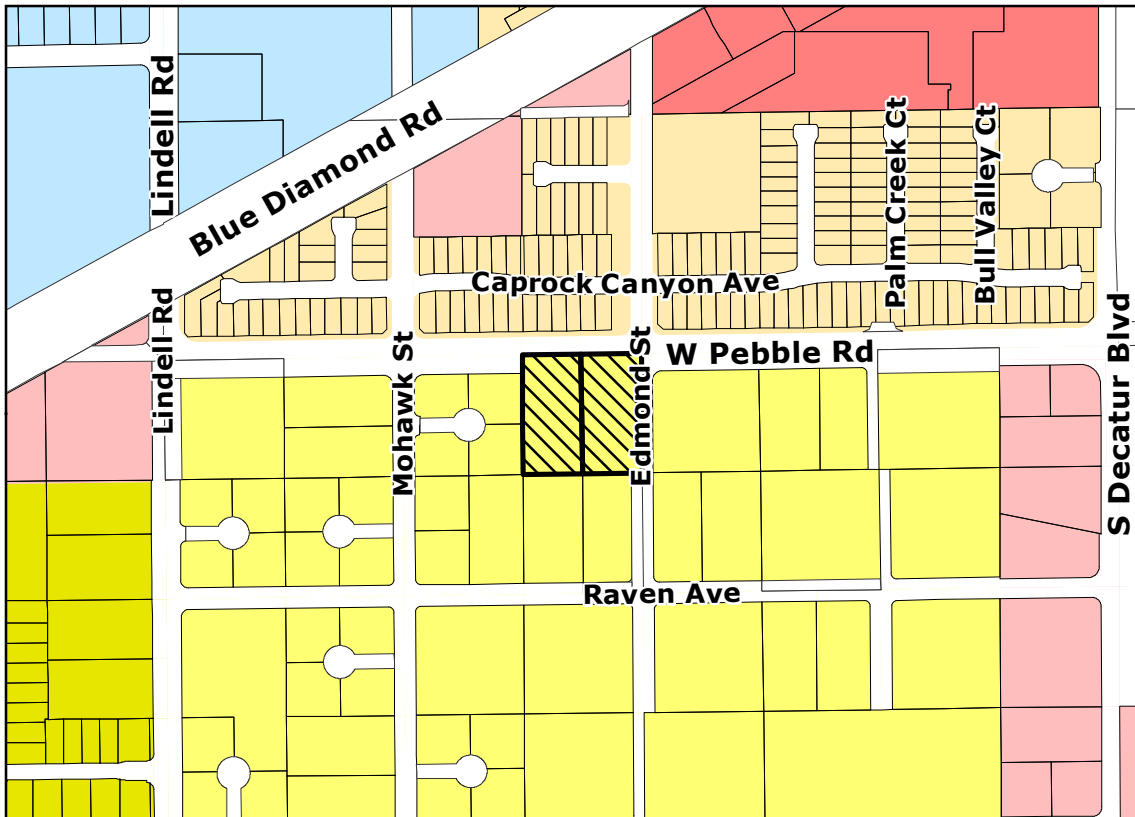 Lindell Rd
Blue Diamond Rd
Palm Creek Ct
Bull Valley Ct
Caprock Canyon Ave
Lindell Rd
Mohawk St
Edmond St
W Pebble Rd
S Decatur Blvd
Raven Ave